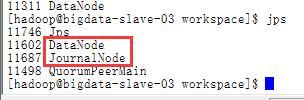 11311 DataNode
[hadoop@bigdata-slave-03 workspace]$ jps
11746 Jps
11602 DataNode
11687 JournalNode
11498 QuorumPeerMain
[hadoop@bigdata-slave-03 workspace]$